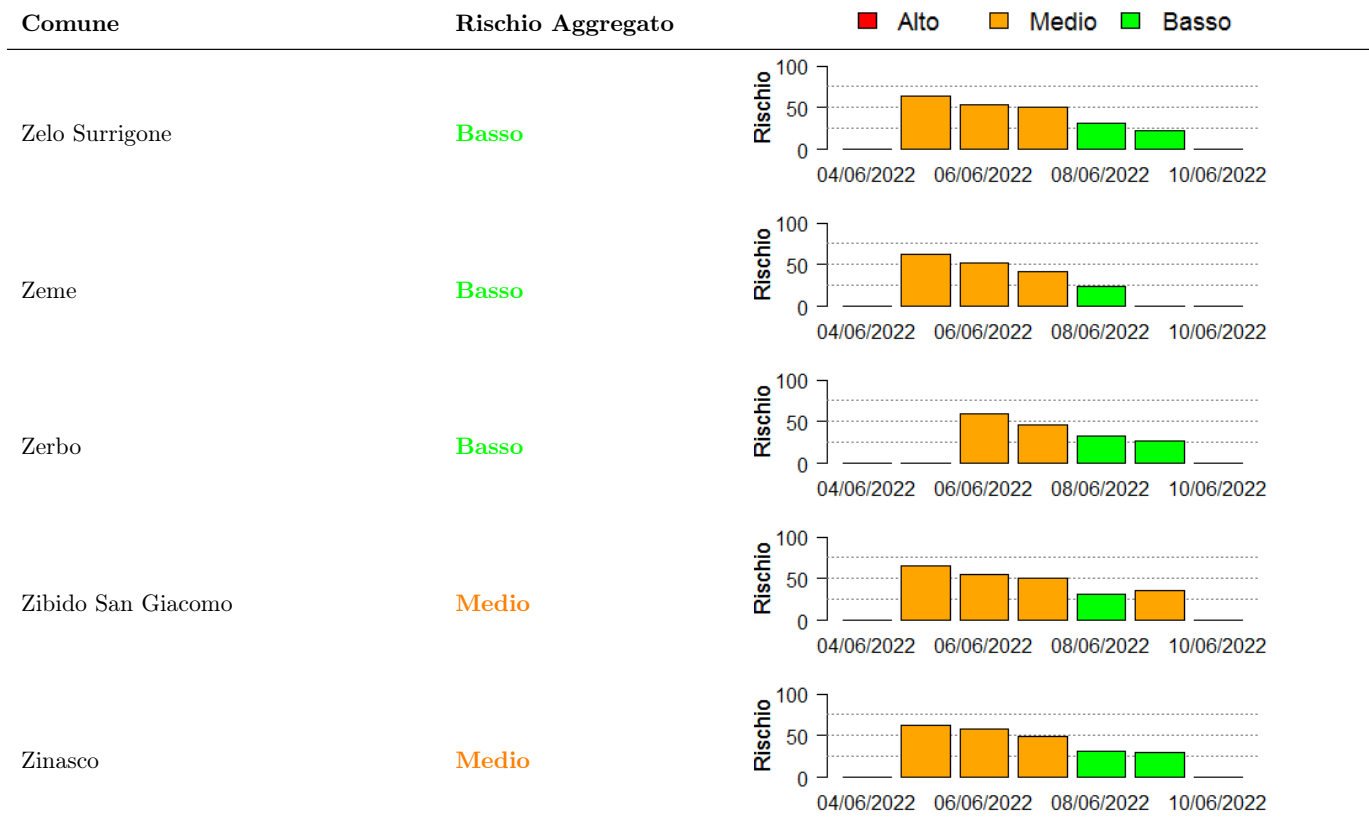 Comune Rischio Aggregato Alto Medio Basso
Zelo Surrigone Basso
Rischio
100
50
0
04/06/2022 06/06/2022 08/06/2022 10/06/2022
Zeme Basso
Rischio
100
50
0
04/06/2022 06/06/2022 08/06/2022 10/06/2022
Zerbo Basso
Rischio
100
50
0
04/06/2022 06/06/2022 08/06/2022 10/06/2022
Zibido San Giacomo Medio
Rischio
100
50
0
04/06/2022 06/06/2022 08/06/2022 10/06/2022
Zinasco Medio
Rischio
100
50
0
04/06/2022 06/06/2022 08/06/2022 10/06/2022